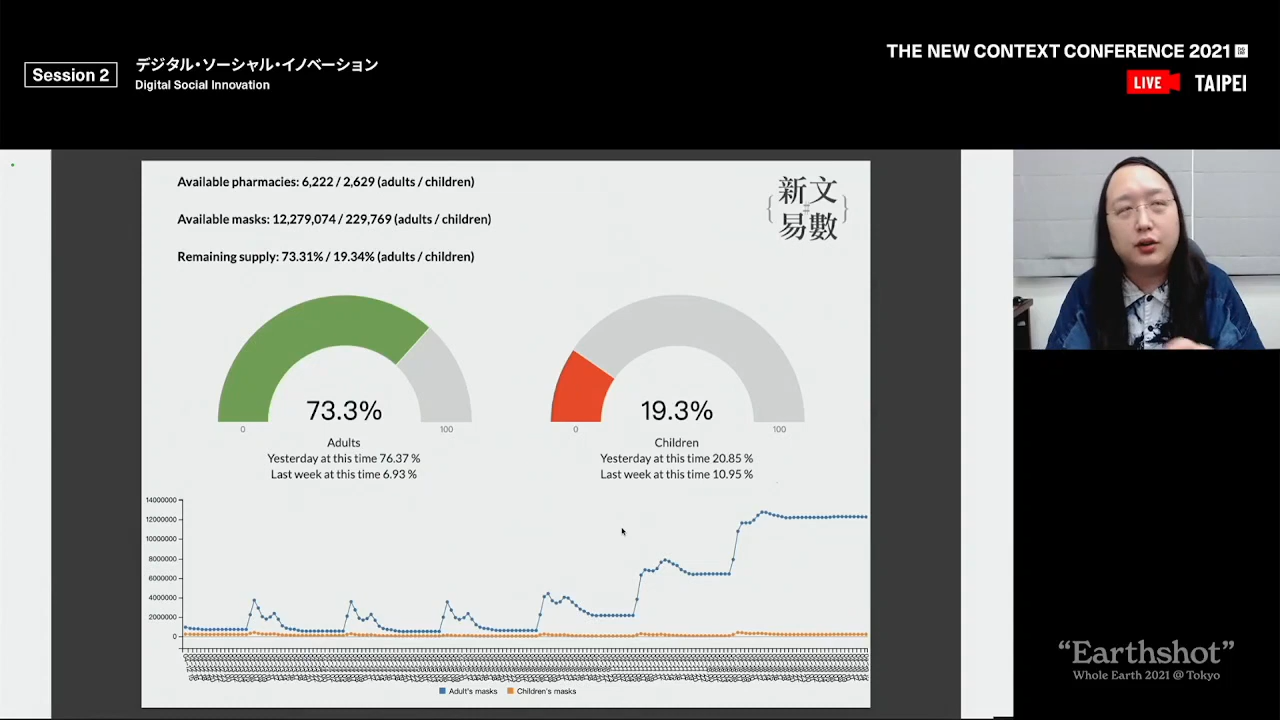 Session 2
デジタル・ソーシャル・イノベーション
Digital Social Innovation
THE NEW CONTEXT CONFERENCE 2021
LIVE TAIPEI
Available pharmacies: 6,222 / 2,629 (adults / children)
Available masks: 12,279,074 / 229,769 (adults / children)
Remaining supply: 73.31% / 19.34% (adults / children)
{新文}
{易數}
73.3%
0 100
Adults
Yesterday at this time 76.37 %
Last week at this time 6.93 %
19.3%
0 100
Children
Yesterday at this time 20.85 %
Last week at this time 10.95 %
14000000
12000000
10000000
8000000
6000000
4000000
2000000
0
Adult's masks Children's masks
“Earthshot”
Whole Earth 2021 @ Tokyo